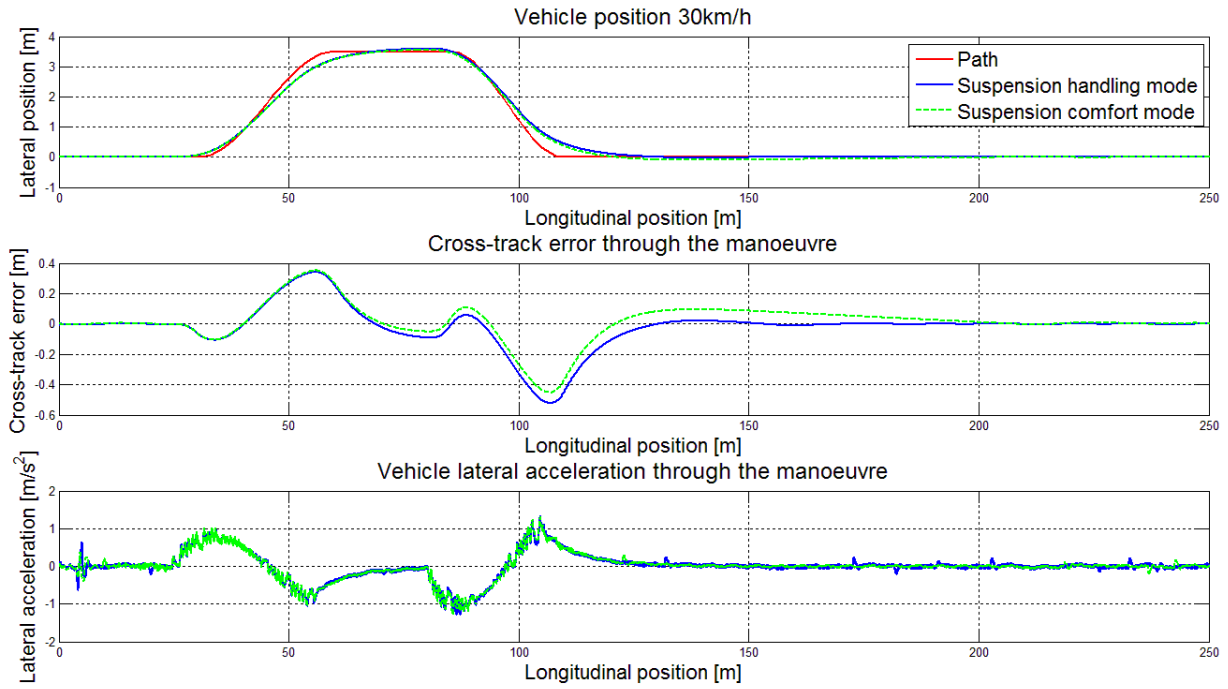 Vehicle position 30km/h
Lateral position [m]
4
3
2
1
0
-1
Path
Suspension handling mode
Suspension comfort mode
0 50 100 150 200 250
Longitudinal position [m]
Cross-track error through the manoeuvre
Cross-track error [m]
0.4
0.2
0
-0.2
-0.4
-0.6
0 50 100 150 200 250
Longitudinal position [m]
Vehicle lateral acceleration through the manoeuvre
Lateral acceleration [m/s²]
2
1
0
-1
-2
0 50 100 150 200 250
Longitudinal position [m]